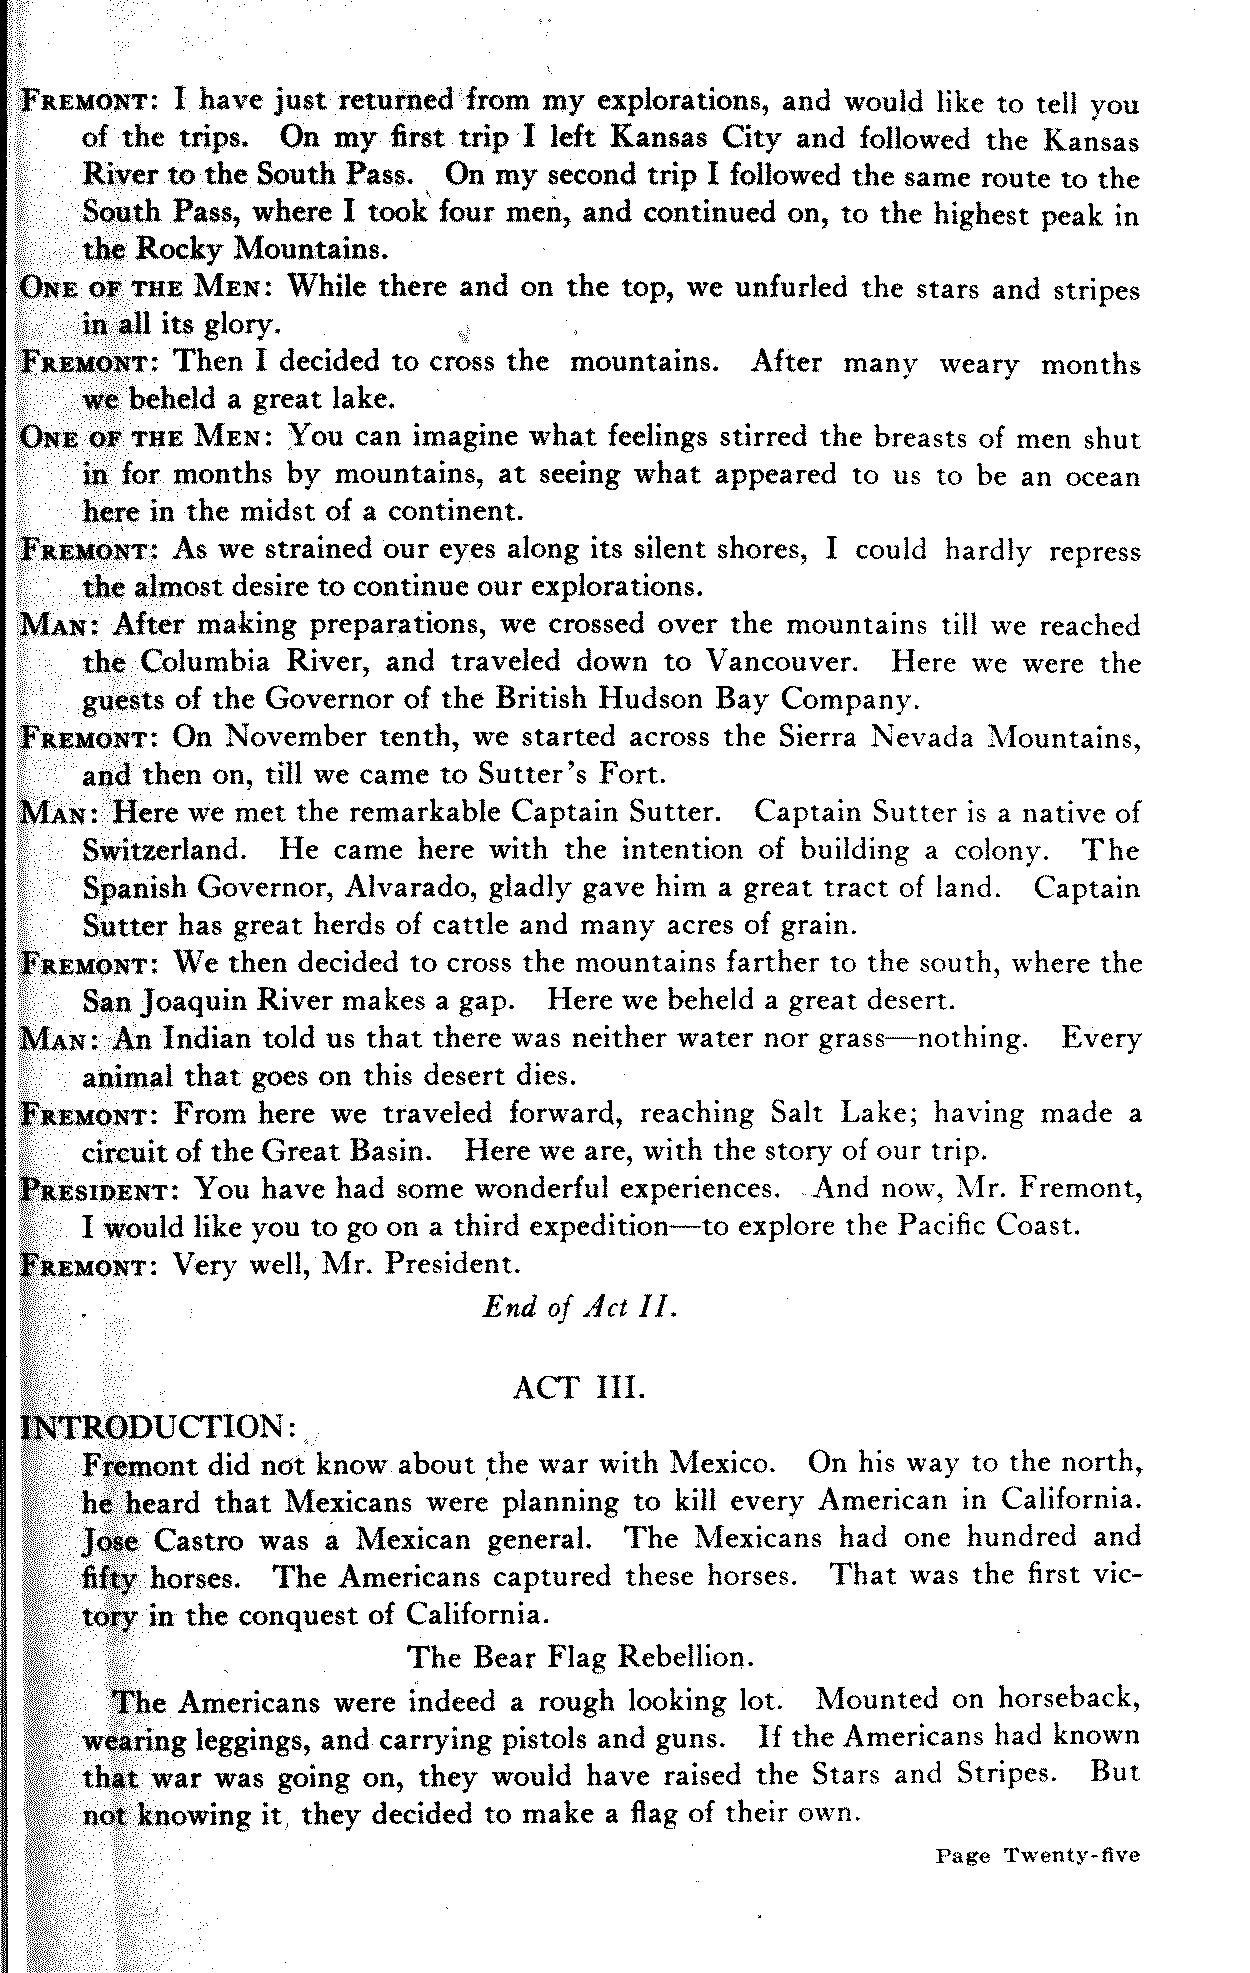 FREMONT: I have just returned from my explorations, and would like to tell you
of the trips. On my first trip I left Kansas City and followed the Kansas
River to the South Pass. On my second trip I followed the same route to the
South Pass, where I took four men, and continued on, to the highest peak in
the Rocky Mountains.
ONE OF THE MEN: While there and on the top, we unfurled the stars and stripes
in all its glory.
FREMONT: Then I decided to cross the mountains. After many weary months
we beheld a great lake.
ONE OF THE MEN: You can imagine what feelings stirred the breasts of men shut
in for months by mountains, at seeing what appeared to us to be an ocean
here in the midst of a continent.
FREMONT: As we strained our eyes along its silent shores, I could hardly repress
the almost desire to continue our explorations.
MAN: After making preparations, we crossed over the mountains till we reached
the Columbia River, and traveled down to Vancouver. Here we were the
guests of the Governor of the British Hudson Bay Company.
FREMONT: On November tenth, we started across the Sierra Nevada Mountains,
and then on, till we came to Sutter's Fort.
MAN: Here we met the remarkable Captain Sutter. Captain Sutter is a native of
Switzerland. He came here with the intention of building a colony. The
Spanish Governor, Alvarado, gladly gave him a great tract of land. Captain
Sutter has great herds of cattle and many acres of grain.
FREMONT: We then decided to cross the mountains farther to the south, where the
San Joaquin River makes a gap. Here we beheld a great desert.
MAN: An Indian told us that there was neither water nor grass—nothing. Every
animal that goes on this desert dies.
FREMONT: From here we traveled forward, reaching Salt Lake; having made a
circuit of the Great Basin. Here we are, with the story of our trip.
PRESIDENT: You have had some wonderful experiences. And now, Mr. Fremont,
I would like you to go on a third expedition—to explore the Pacific Coast.
FREMONT: Very well, Mr. President.
End of Act II.
ACT III.
INTRODUCTION:
Fremont did not know about the war with Mexico. On his way to the north,
he heard that Mexicans were planning to kill every American in California.
Jose Castro was a Mexican general. The Mexicans had one hundred and
fifty horses. The Americans captured these horses. That was the first vic-
tory in the conquest of California.
The Bear Flag Rebellion.
The Americans were indeed a rough looking lot. Mounted on horseback,
wearing leggings, and carrying pistols and guns. If the Americans had known
that war was going on, they would have raised the Stars and Stripes. But
not knowing it, they decided to make a flag of their own.
Page Twenty-five